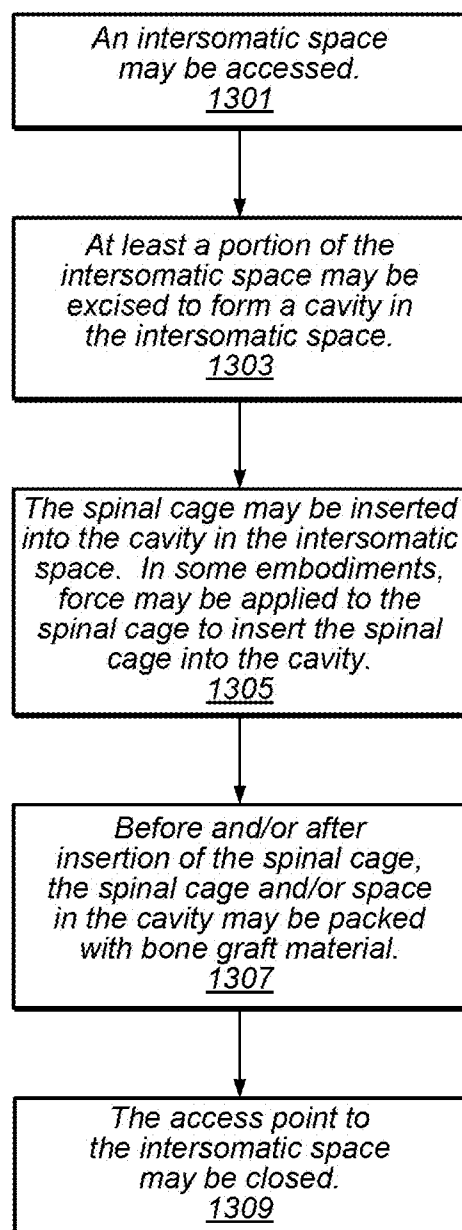 An intersomatic space
may be accessed.
1301
At least a portion of the
intersomatic space may be
excised to form a cavity in
the intersomatic space.
1303
The spinal cage may be inserted
into the cavity in the intersomatic
space. In some embodiments,
force may be applied to the
spinal cage to insert the spinal
cage into the cavity.
1305
Before and/or after
insertion of the spinal cage,
the spinal cage and/or space
in the cavity may be packed
with bone graft material.
1307
The access point to
the intersomatic space
may be closed.
1309